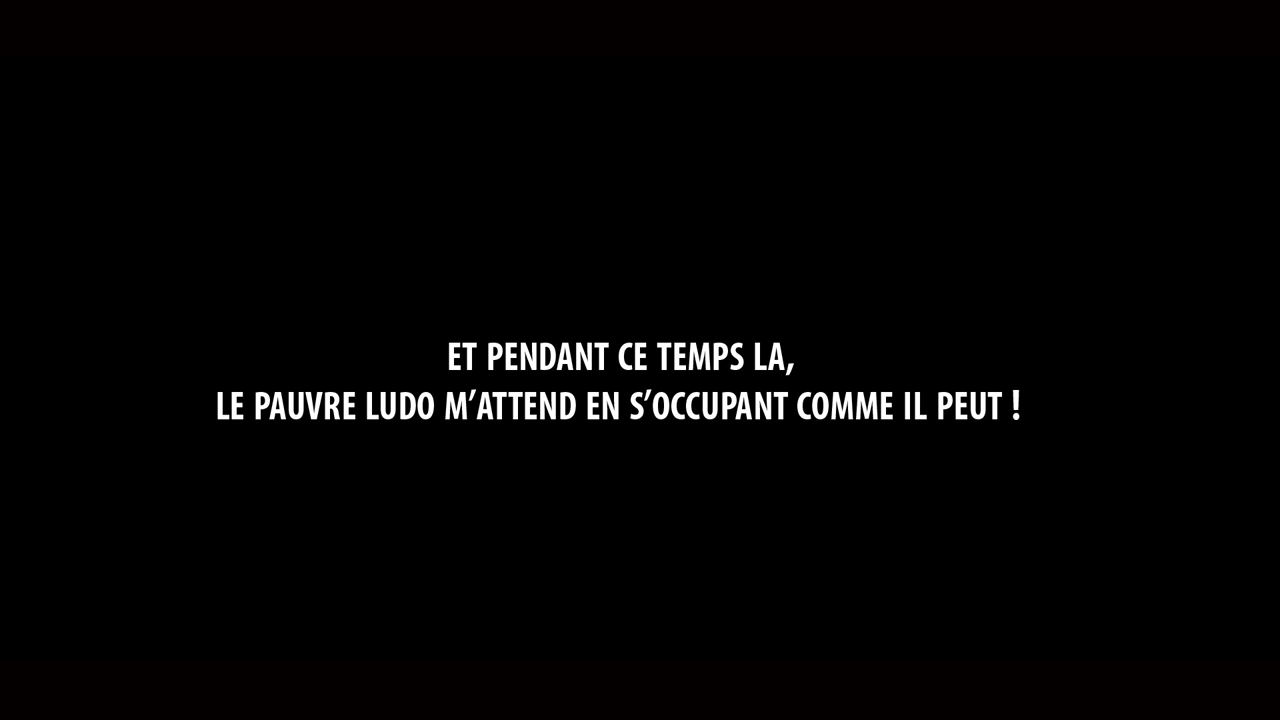 ET PENDANT CE TEMPS LA,
LE PAUVRE LUDO M’ATTEND EN S’OCCUPANT COMME IL PEUT !